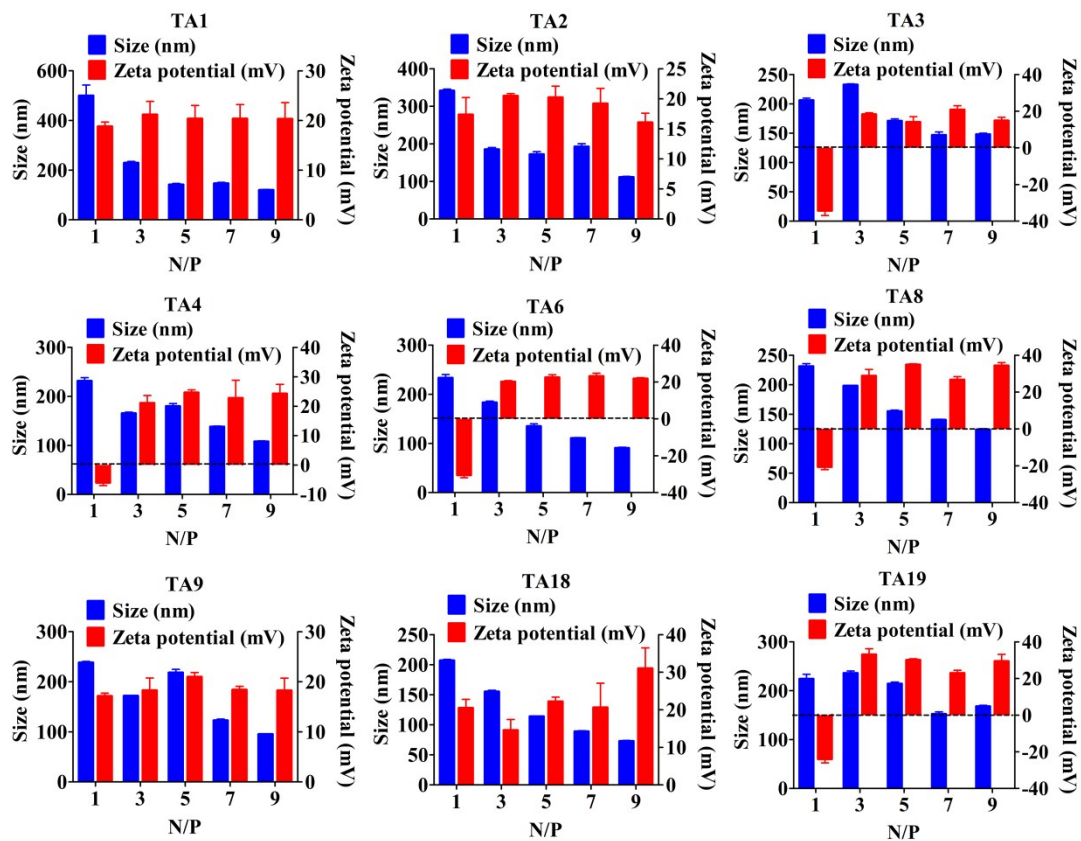 TA1
Size (nm)
Zeta potential (mV)
Size (nm)
600
400
200
0
Zeta potential (mV)
30
20
10
0
1 3 5 7 9
N/P
TA2
Size (nm)
Zeta potential (mV)
Size (nm)
400
300
200
100
0
Zeta potential (mV)
25
20
15
10
5
0
1 3 5 7 9
N/P
TA3
Size (nm)
Zeta potential (mV)
Size (nm)
250
200
150
100
50
0
Zeta potential (mV)
40
20
0
-20
-40
1 3 5 7 9
N/P
TA4
Size (nm)
Zeta potential (mV)
Size (nm)
300
200
100
0
Zeta potential (mV)
40
30
20
10
0
-10
1 3 5 7 9
N/P
TA6
Size (nm)
Zeta potential (mV)
Size (nm)
300
200
100
0
Zeta potential (mV)
40
20
0
-20
-40
1 3 5 7 9
N/P
TA8
Size (nm)
Zeta potential (mV)
Size (nm)
250
200
150
100
50
0
Zeta potential (mV)
40
20
0
-20
-40
1 3 5 7 9
N/P
TA9
Size (nm)
Zeta potential (mV)
Size (nm)
300
200
100
0
Zeta potential (mV)
30
20
10
0
1 3 5 7 9
N/P
TA18
Size (nm)
Zeta potential (mV)
Size (nm)
250
200
150
100
50
0
Zeta potential (mV)
40
30
20
10
0
1 3 5 7 9
N/P
TA19
Size (nm)
Zeta potential (mV)
Size (nm)
300
200
100
0
Zeta potential (mV)
40
20
0
-20
-40
1 3 5 7 9
N/P